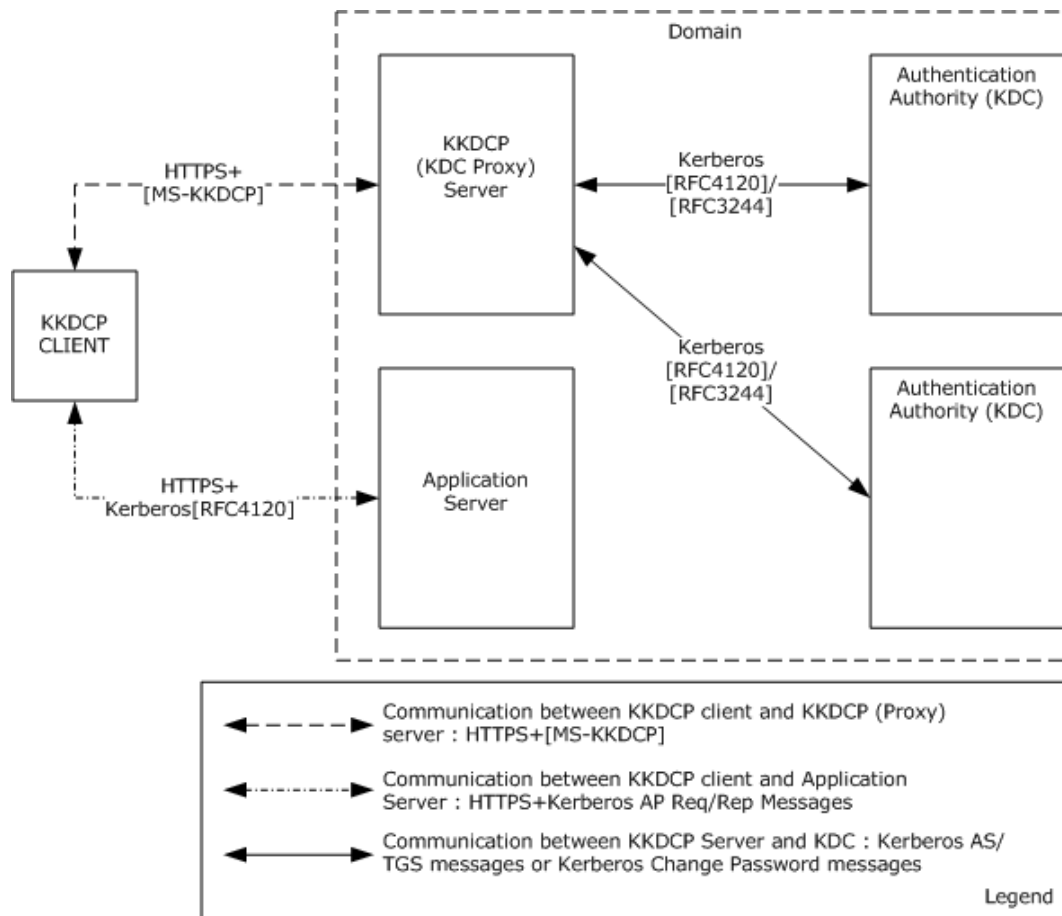 Domain
Authentication
Authority (KDC)
KKDCP
(KDC Proxy)
Server
HTTPS+
[MS-KKDCP]
Kerberos
[RFC4120]/
[RFC3244]
KKDCP
CLIENT
Kerberos
[RFC4120]/
[RFC3244]
Authentication
Authority (KDC)
HTTPS+
Kerberos[RFC4120]
Application
Server
Communication between KKDCP client and KKDCP (Proxy)
server : HTTPS+[MS-KKDCP]
Communication between KKDCP client and Application
Server : HTTPS+Kerberos AP Req/Rep Messages
Communication between KKDCP Server and KDC : Kerberos AS/
TGS messages or Kerberos Change Password messages
Legend